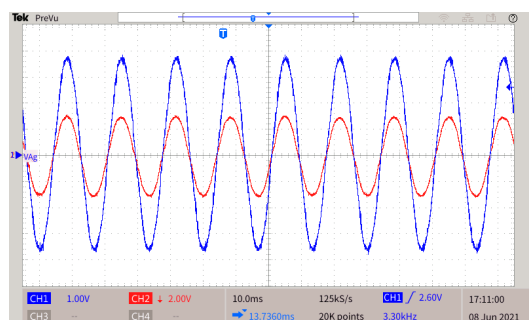 Tek PreVu
T
1 VAg
CH1 1.00V CH2 ↓ 2.00V 10.0ms 125kS/s CH1 / 2.60V 17:11:00
CH3 -- CH4 -- 13.7360ms 20K points 3.30kHz 08 Jun 2021